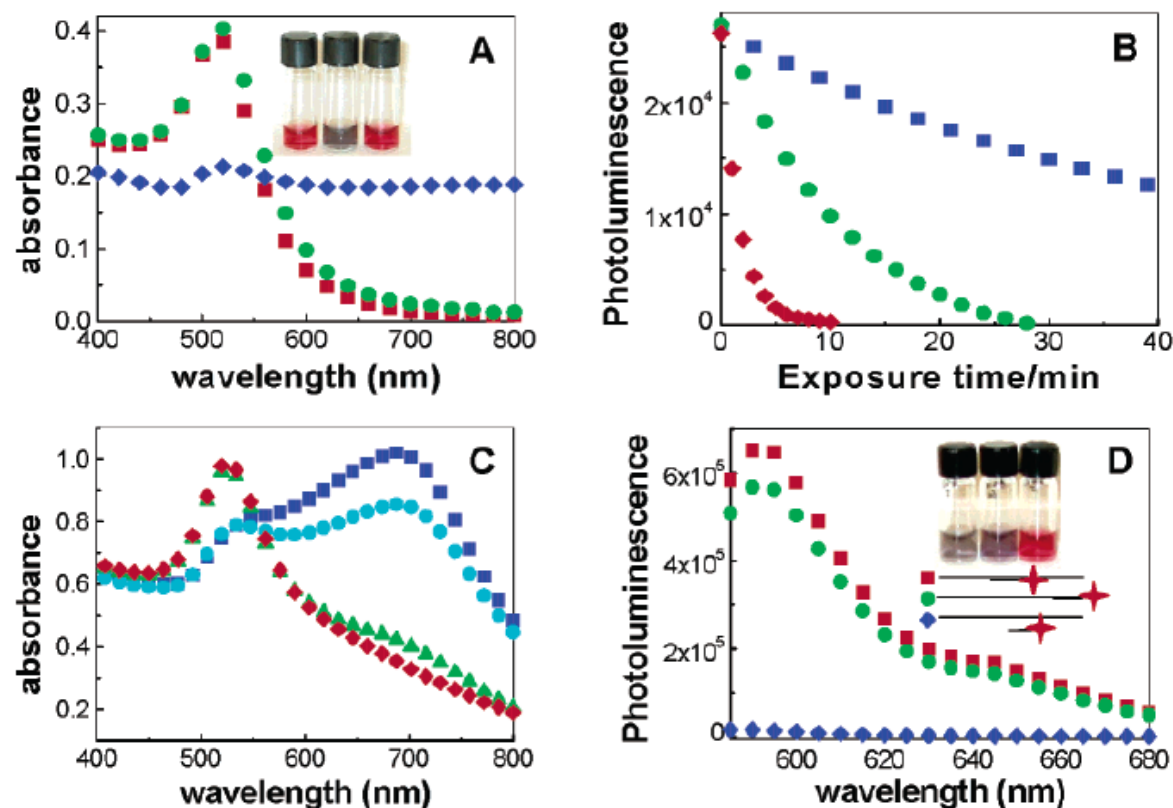 A
0.4
0.3
0.2
0.1
0.0
absorbance
400 500 600 700 800
wavelength (nm)
B
2x10⁴
1x10⁴
0
Photoluminescence
0 10 20 30 40
Exposure time/min
C
1.0
0.8
0.6
0.4
0.2
absorbance
400 500 600 700 800
wavelength (nm)
D
6x10⁵
4x10⁵
2x10⁵
0
Photoluminescence
600 620 640 660 680
wavelength (nm)